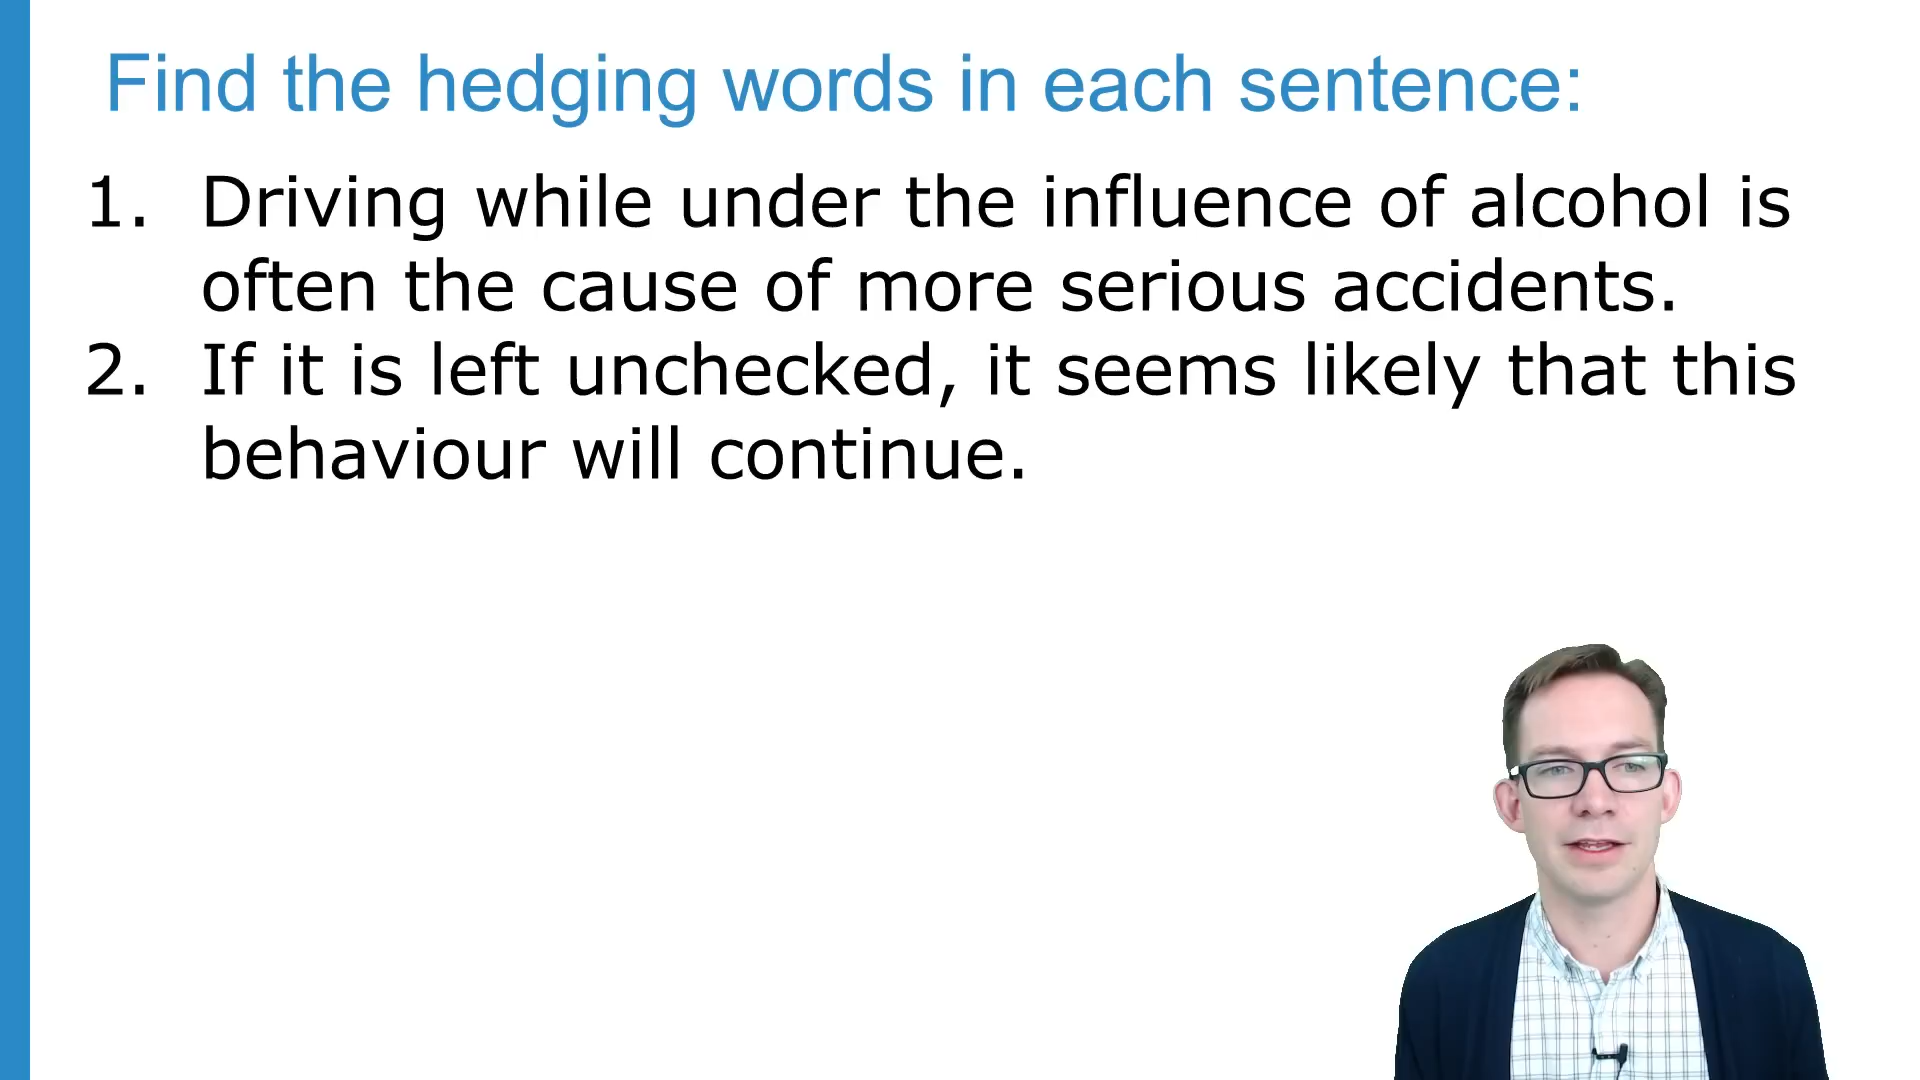 Find the hedging words in each sentence:
1. Driving while under the influence of alcohol is
often the cause of more serious accidents.
2. If it is left unchecked, it seems likely that this
behaviour will continue.